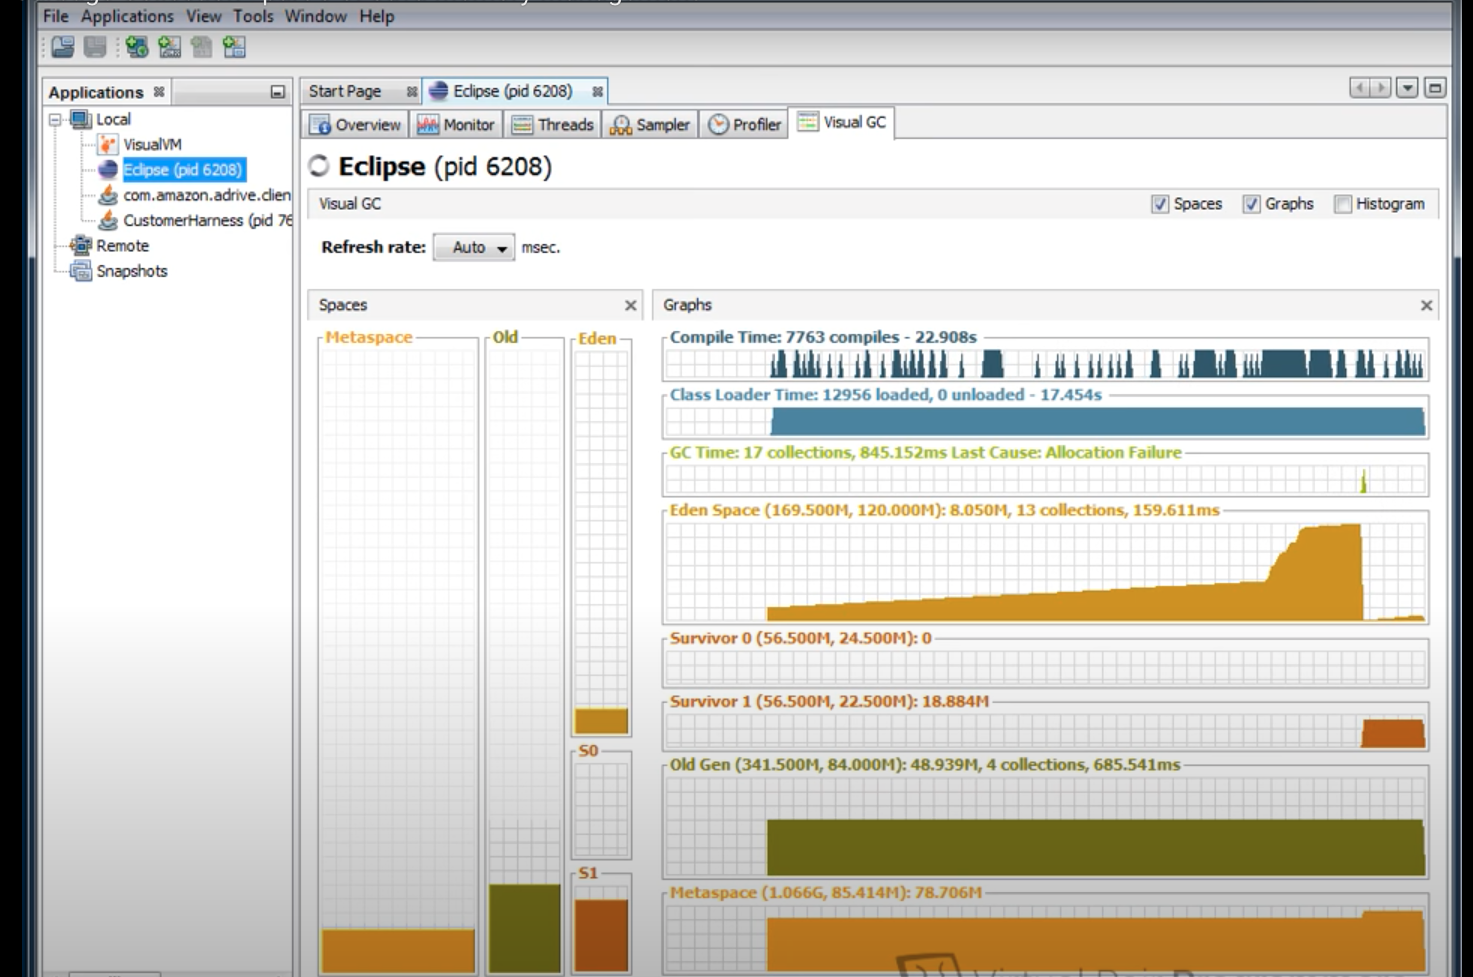 File Applications View Tools Window Help
Applications
Start Page
Eclipse (pid 6208)
Local
VisualVM
Eclipse (pid 6208)
com.amazon.adrive.clien
CustomerHarness (pid 76
Remote
Snapshots
Overview Monitor Threads Sampler Profiler Visual GC
Eclipse (pid 6208)
Visual GC
Spaces Graphs Histogram
Refresh rate: Auto msec.
Spaces
Metaspace
Old
Eden
S0
S1
Graphs
Compile Time: 7763 compiles - 22.908s
Class Loader Time: 12956 loaded, 0 unloaded - 17.454s
GC Time: 17 collections, 845.152ms Last Cause: Allocation Failure
Eden Space (169.500M, 120.000M): 8.050M, 13 collections, 159.611ms
Survivor 0 (56.500M, 24.500M): 0
Survivor 1 (56.500M, 22.500M): 18.884M
Old Gen (341.500M, 84.000M): 48.939M, 4 collections, 685.541ms
Metaspace (1.066G, 85.414M): 78.706M